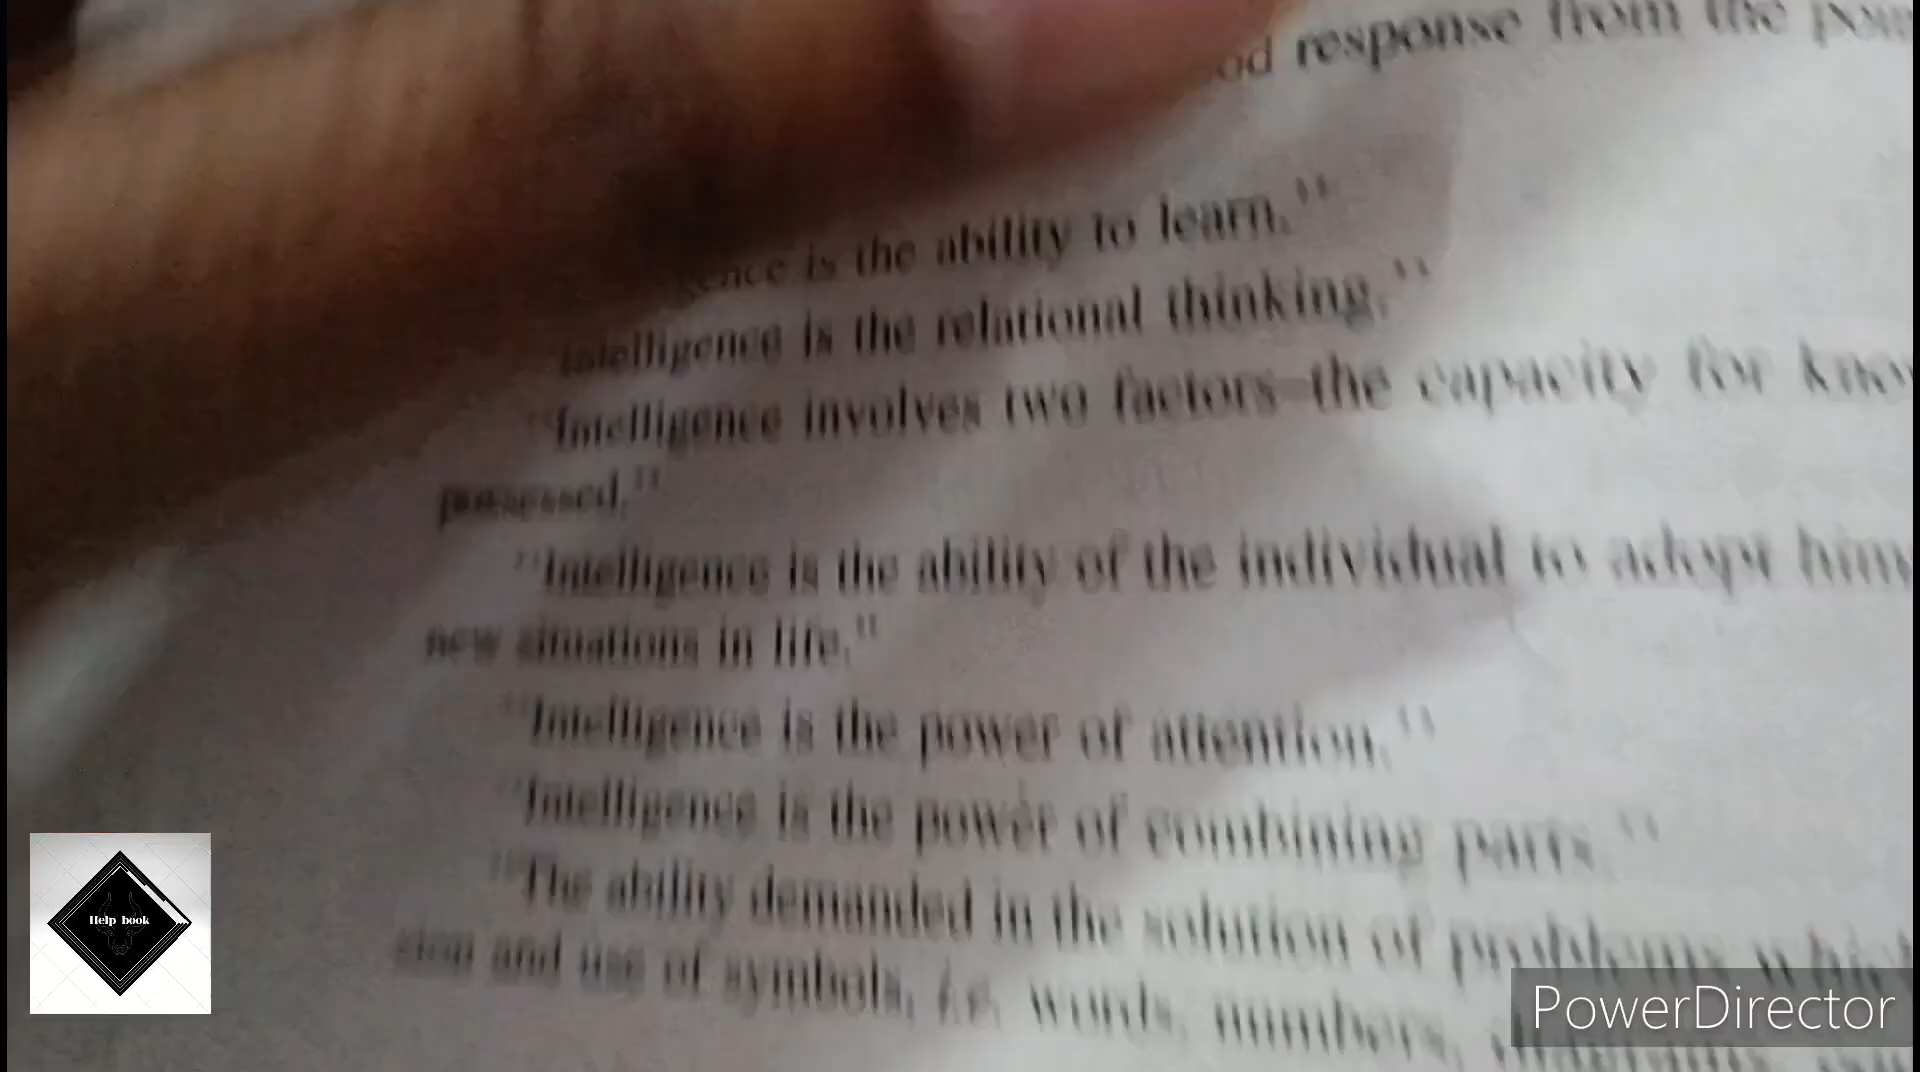 response from the
is the ability to learn."
Intelligence is the relational thinking."
"Intelligence involves two factors—the capacity for
possessed."
"Intelligence is the ability of the individual to adopt
new situations in life."
"Intelligence is the power of attention."
"Intelligence is the power of combining parts."
"The ability demanded in the solution of problems
and use of symbols, i.e. words, numbers,
Help book
PowerDirector